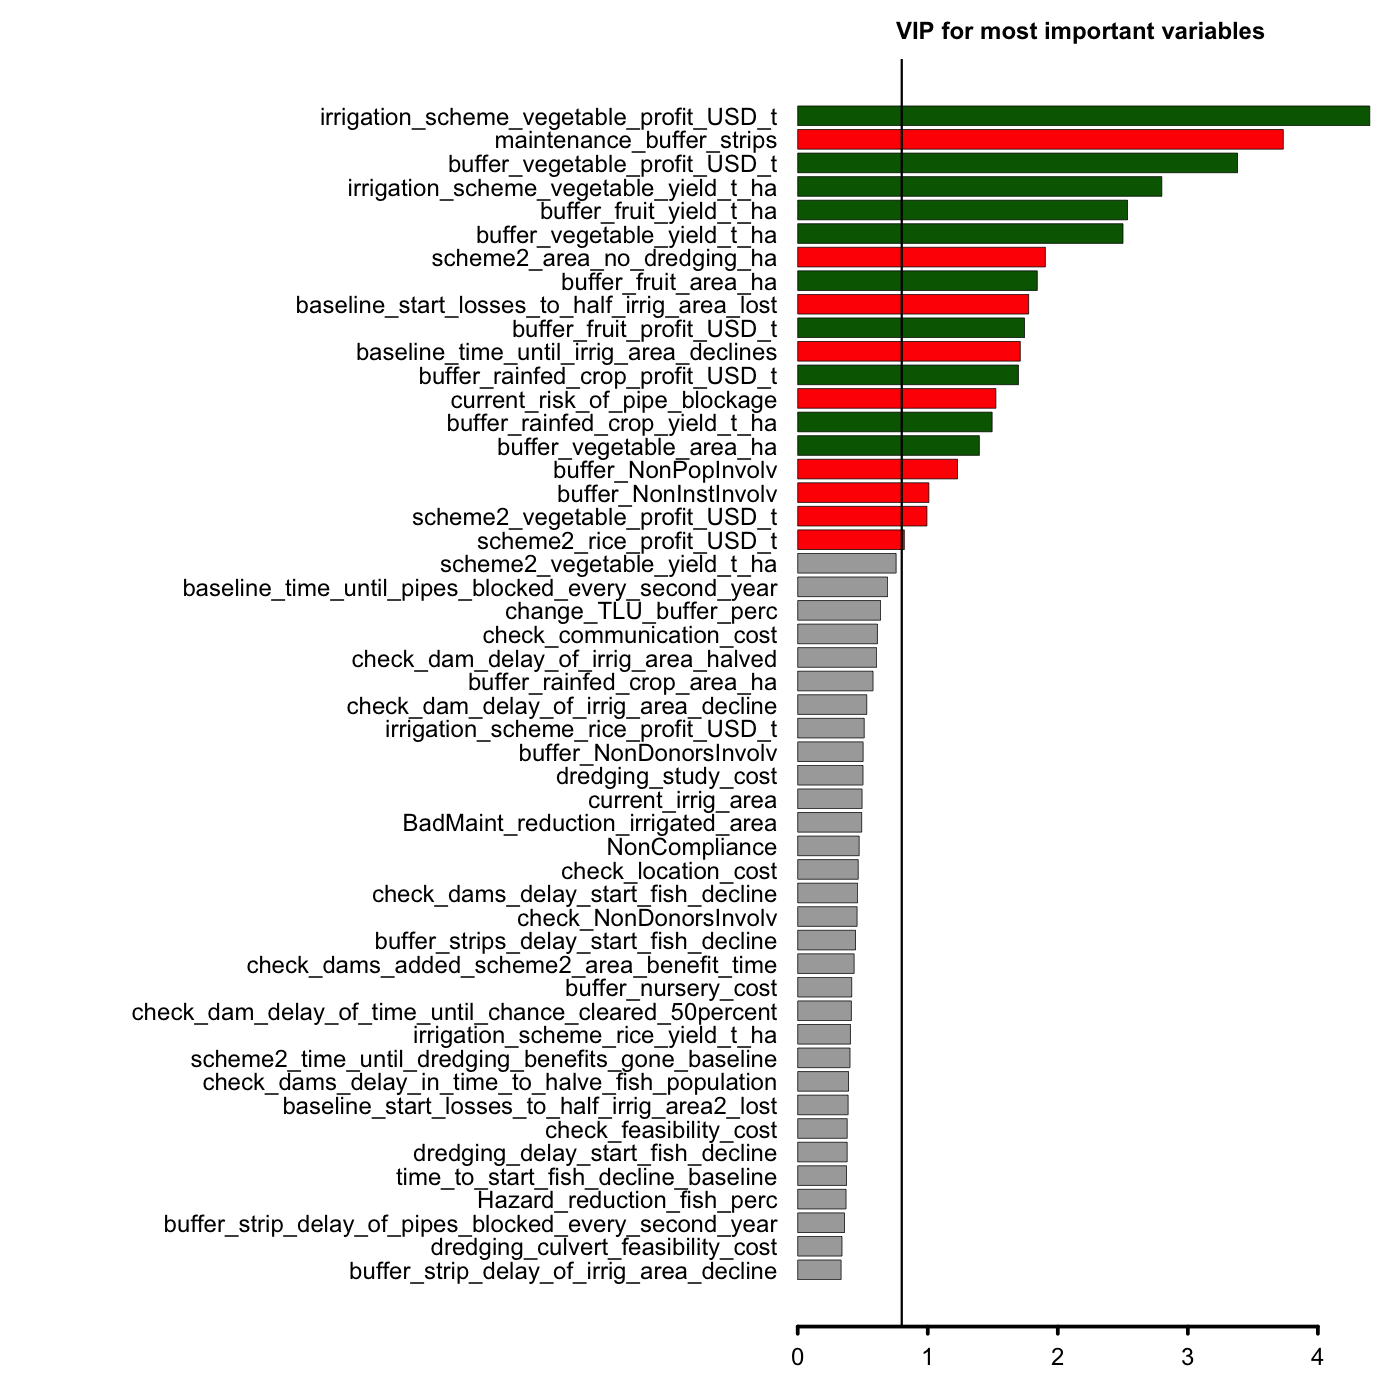 VIP for most important variables
irrigation_scheme_vegetable_profit_USD_t
maintenance_buffer_strips
buffer_vegetable_profit_USD_t
irrigation_scheme_vegetable_yield_t_ha
buffer_fruit_yield_t_ha
buffer_vegetable_yield_t_ha
scheme2_area_no_dredging_ha
buffer_fruit_area_ha
baseline_start_losses_to_half_irrig_area_lost
buffer_fruit_profit_USD_t
baseline_time_until_irrig_area_declines
buffer_rainfed_crop_profit_USD_t
current_risk_of_pipe_blockage
buffer_rainfed_crop_yield_t_ha
buffer_vegetable_area_ha
buffer_NonPopInvolv
buffer_NonInstInvolv
scheme2_vegetable_profit_USD_t
scheme2_rice_profit_USD_t
scheme2_vegetable_yield_t_ha
baseline_time_until_pipes_blocked_every_second_year
change_TLU_buffer_perc
check_communication_cost
check_dam_delay_of_irrig_area_halved
buffer_rainfed_crop_area_ha
check_dam_delay_of_irrig_area_decline
irrigation_scheme_rice_profit_USD_t
buffer_NonDonorsInvolv
dredging_study_cost
current_irrig_area
BadMaint_reduction_irrigated_area
NonCompliance
check_location_cost
check_dams_delay_start_fish_decline
check_NonDonorsInvolv
buffer_strips_delay_start_fish_decline
check_dams_added_scheme2_area_benefit_time
buffer_nursery_cost
check_dam_delay_of_time_until_chance_cleared_50percent
irrigation_scheme_rice_yield_t_ha
scheme2_time_until_dredging_benefits_gone_baseline
check_dams_delay_in_time_to_halve_fish_population
baseline_start_losses_to_half_irrig_area2_lost
check_feasibility_cost
dredging_delay_start_fish_decline
time_to_start_fish_decline_baseline
Hazard_reduction_fish_perc
buffer_strip_delay_of_pipes_blocked_every_second_year
dredging_culvert_feasibility_cost
buffer_strip_delay_of_irrig_area_decline
0 1 2 3 4